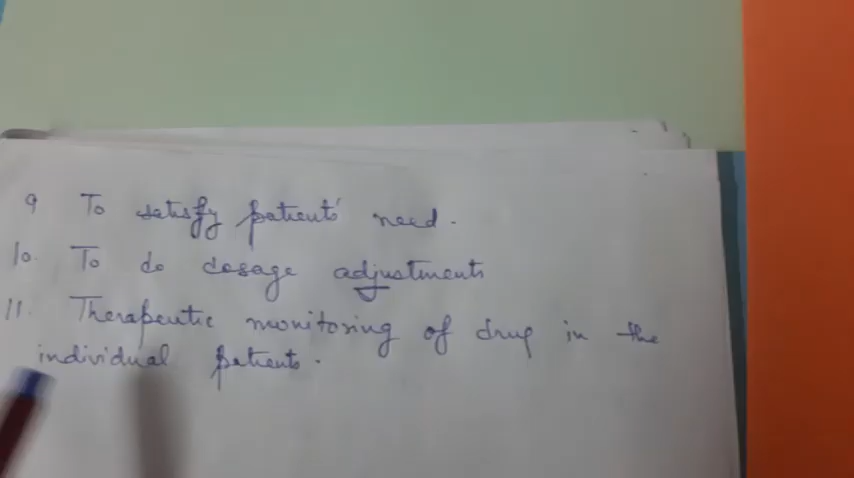 9 To satisfy patients' need.
10. To do dosage adjustments
11. Therapeutic monitoring of drug in the
individual patients.